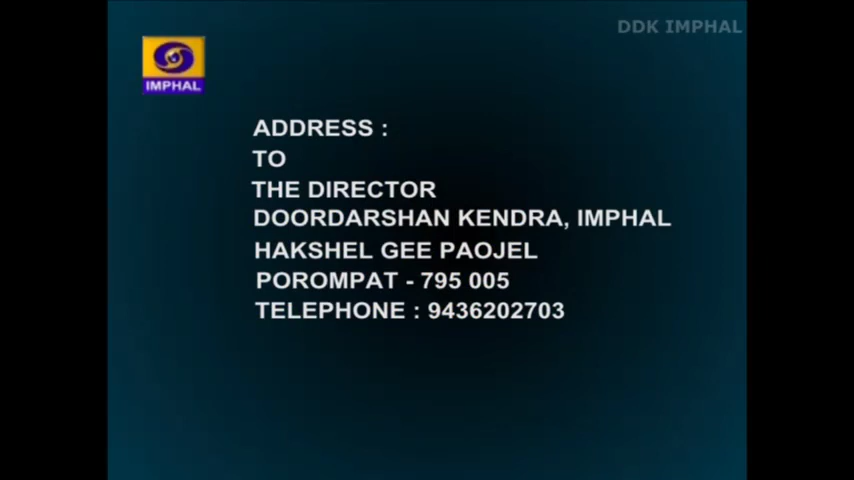 DDK IMPHAL
IMPHAL
ADDRESS :
TO
THE DIRECTOR
DOORDARSHAN KENDRA, IMPHAL
HAKSHEL GEE PAOJEL
POROMPAT - 795 005
TELEPHONE : 9436202703